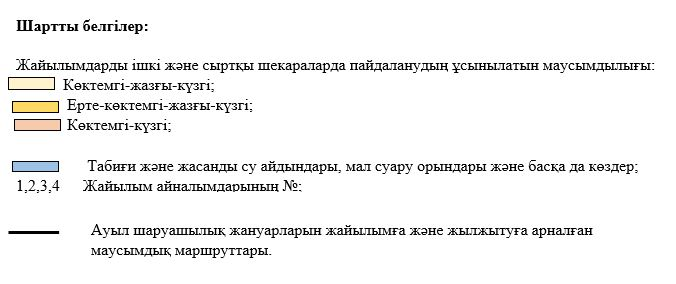 Шартты белгілер:
Жайылымдарды ішкі және сыртқы шекараларда пайдаланудың ұсынылатын маусымдылығы:
Көктемгі-жазғы-күзгі;
Ерте-көктемгі-жазғы-күзгі;
Көктемгі-күзгі;
Табиғи және жасанды су айдындары, мал суару орындары және басқа да көздер;
1,2,3,4 Жайылым айналымдарының №;
Ауыл шаруашылық жануарларын жайылымға және жылжытуға арналған
маусымдық маршруттары.